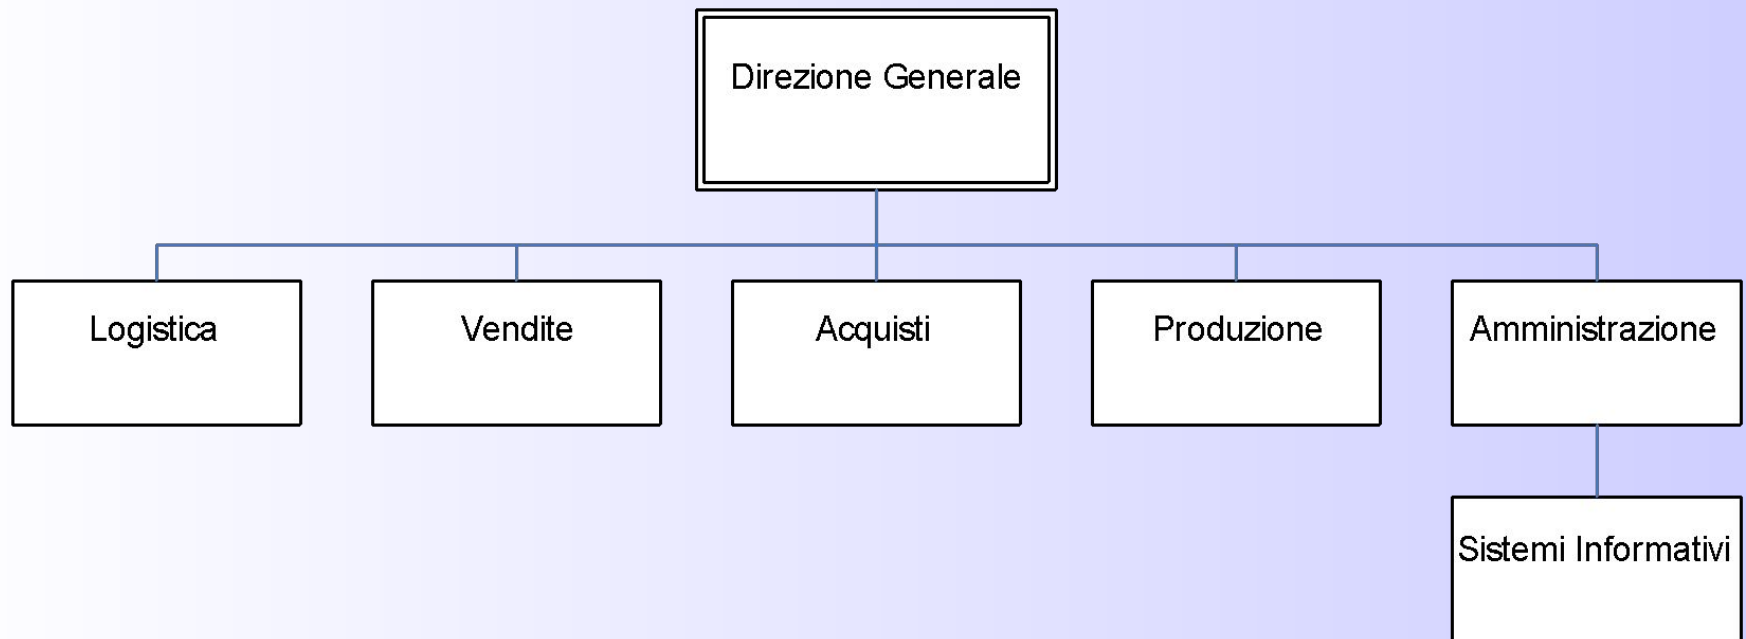 Direzione Generale
Logistica
Vendite
Acquisti
Produzione
Amministrazione
Sistemi Informativi